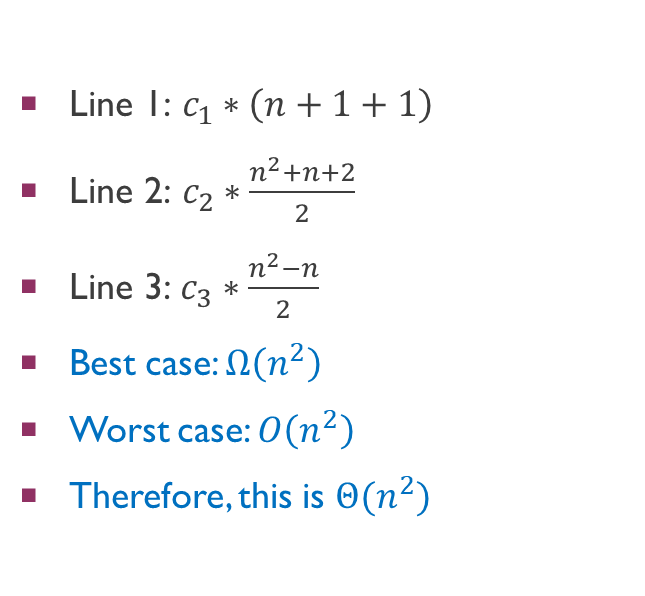 ▪ Line 1: c₁ * (n + 1 + 1)
▪ Line 2: c₂ * (n²+n+2)/2
▪ Line 3: c₃ * (n²−n)/2
▪ Best case: Ω(n²)
▪ Worst case: O(n²)
▪ Therefore, this is Θ(n²)